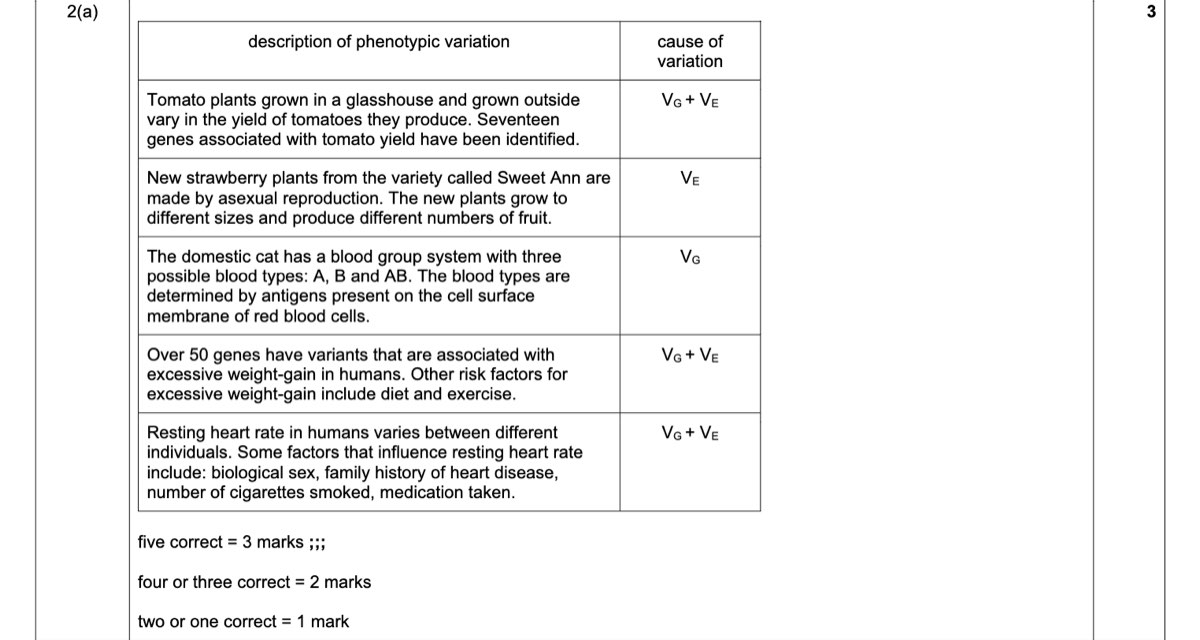 2(a)
3
description of phenotypic variation
cause of
variation
Tomato plants grown in a glasshouse and grown outside
vary in the yield of tomatoes they produce. Seventeen
genes associated with tomato yield have been identified.
VG + VE
New strawberry plants from the variety called Sweet Ann are
made by asexual reproduction. The new plants grow to
different sizes and produce different numbers of fruit.
VE
The domestic cat has a blood group system with three
possible blood types: A, B and AB. The blood types are
determined by antigens present on the cell surface
membrane of red blood cells.
VG
Over 50 genes have variants that are associated with
excessive weight-gain in humans. Other risk factors for
excessive weight-gain include diet and exercise.
VG + VE
Resting heart rate in humans varies between different
individuals. Some factors that influence resting heart rate
include: biological sex, family history of heart disease,
number of cigarettes smoked, medication taken.
VG + VE
five correct = 3 marks ;;;
four or three correct = 2 marks
two or one correct = 1 mark